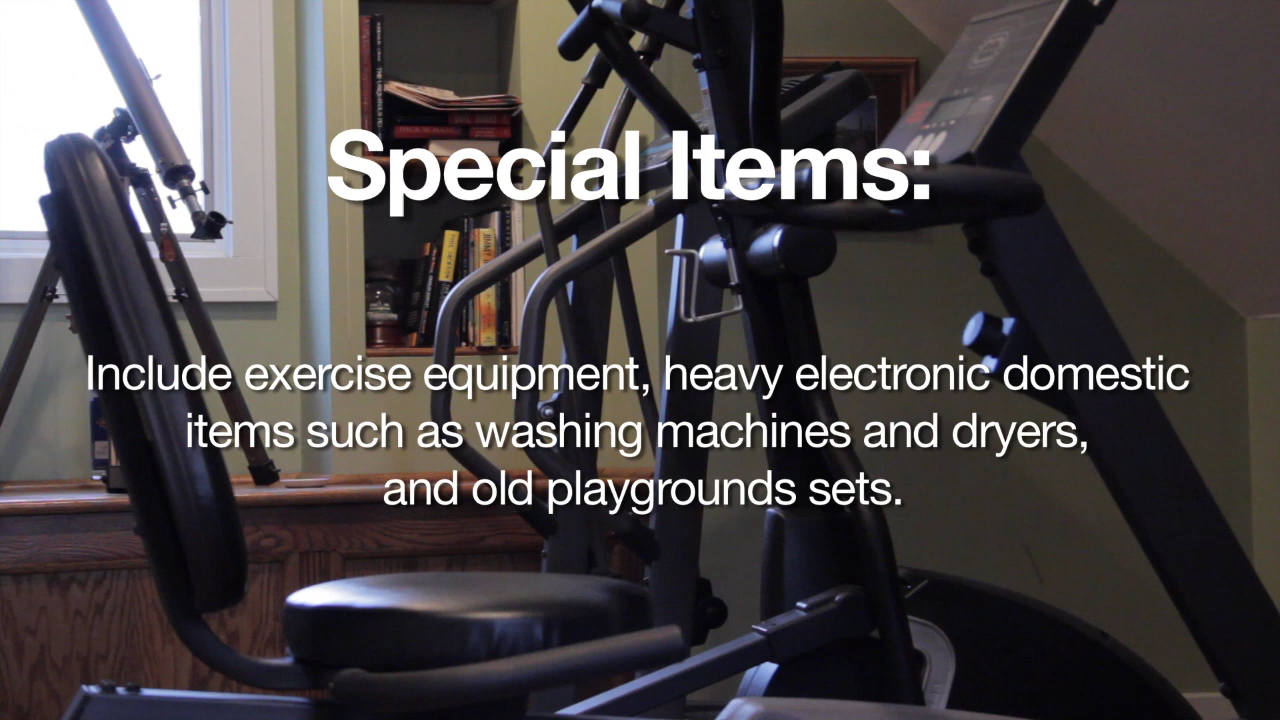 Special Items:
Include exercise equipment, heavy electronic domestic
items such as washing machines and dryers,
and old playgrounds sets.